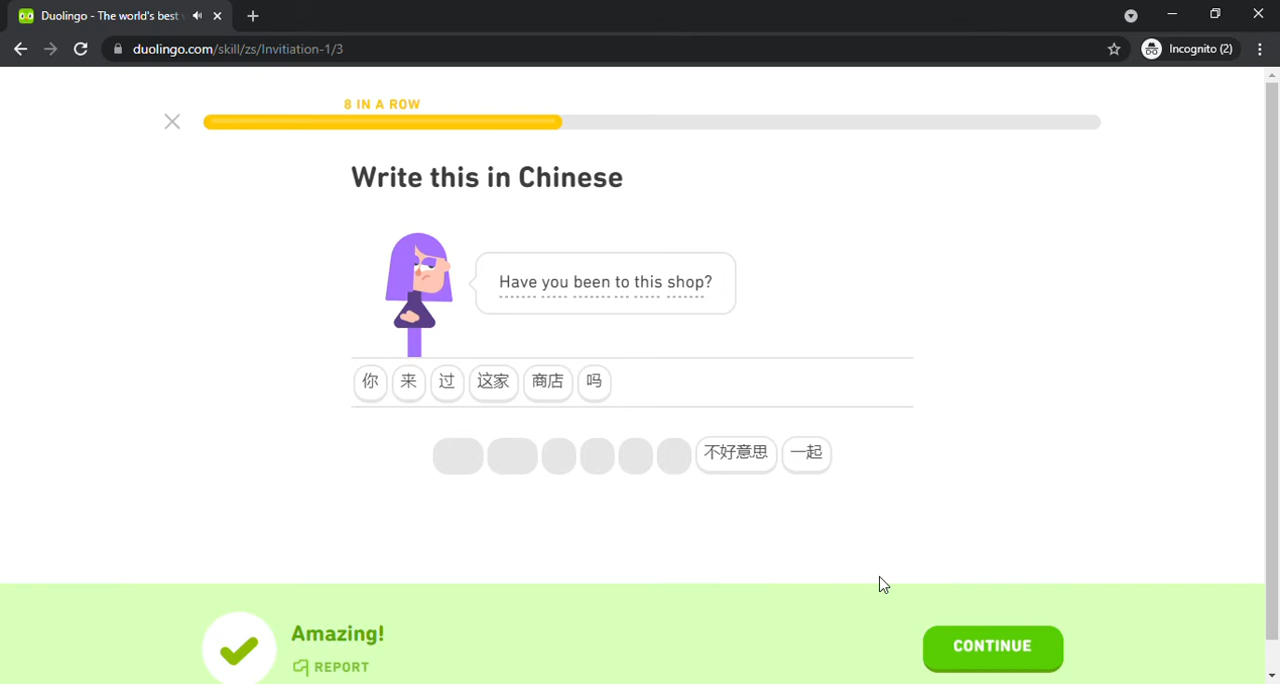 Duolingo - The world's best
duolingo.com/skill/zs/Invitiation-1/3
Incognito (2)
8 IN A ROW
Write this in Chinese
Have you been to this shop?
你 来 过 这家 商店 吗
不好意思 一起
Amazing!
REPORT
CONTINUE